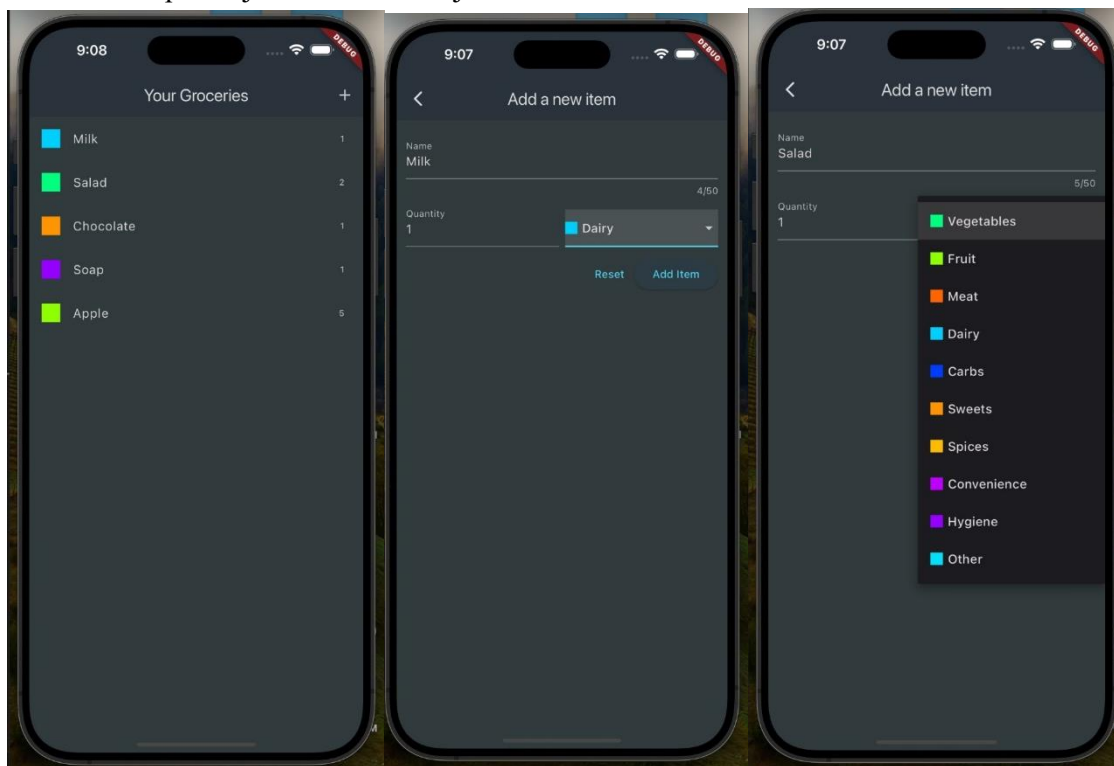 9:08
DEBUG
Your Groceries +
Milk 1
Salad 2
Chocolate 1
Soap 1
Apple 5
9:07
DEBUG
Add a new item
Name
Milk
4/50
Quantity
1
Dairy
Reset Add Item
9:07
DEBUG
Add a new item
Name
Salad
5/50
Quantity
1
Vegetables
Fruit
Meat
Dairy
Carbs
Sweets
Spices
Convenience
Hygiene
Other